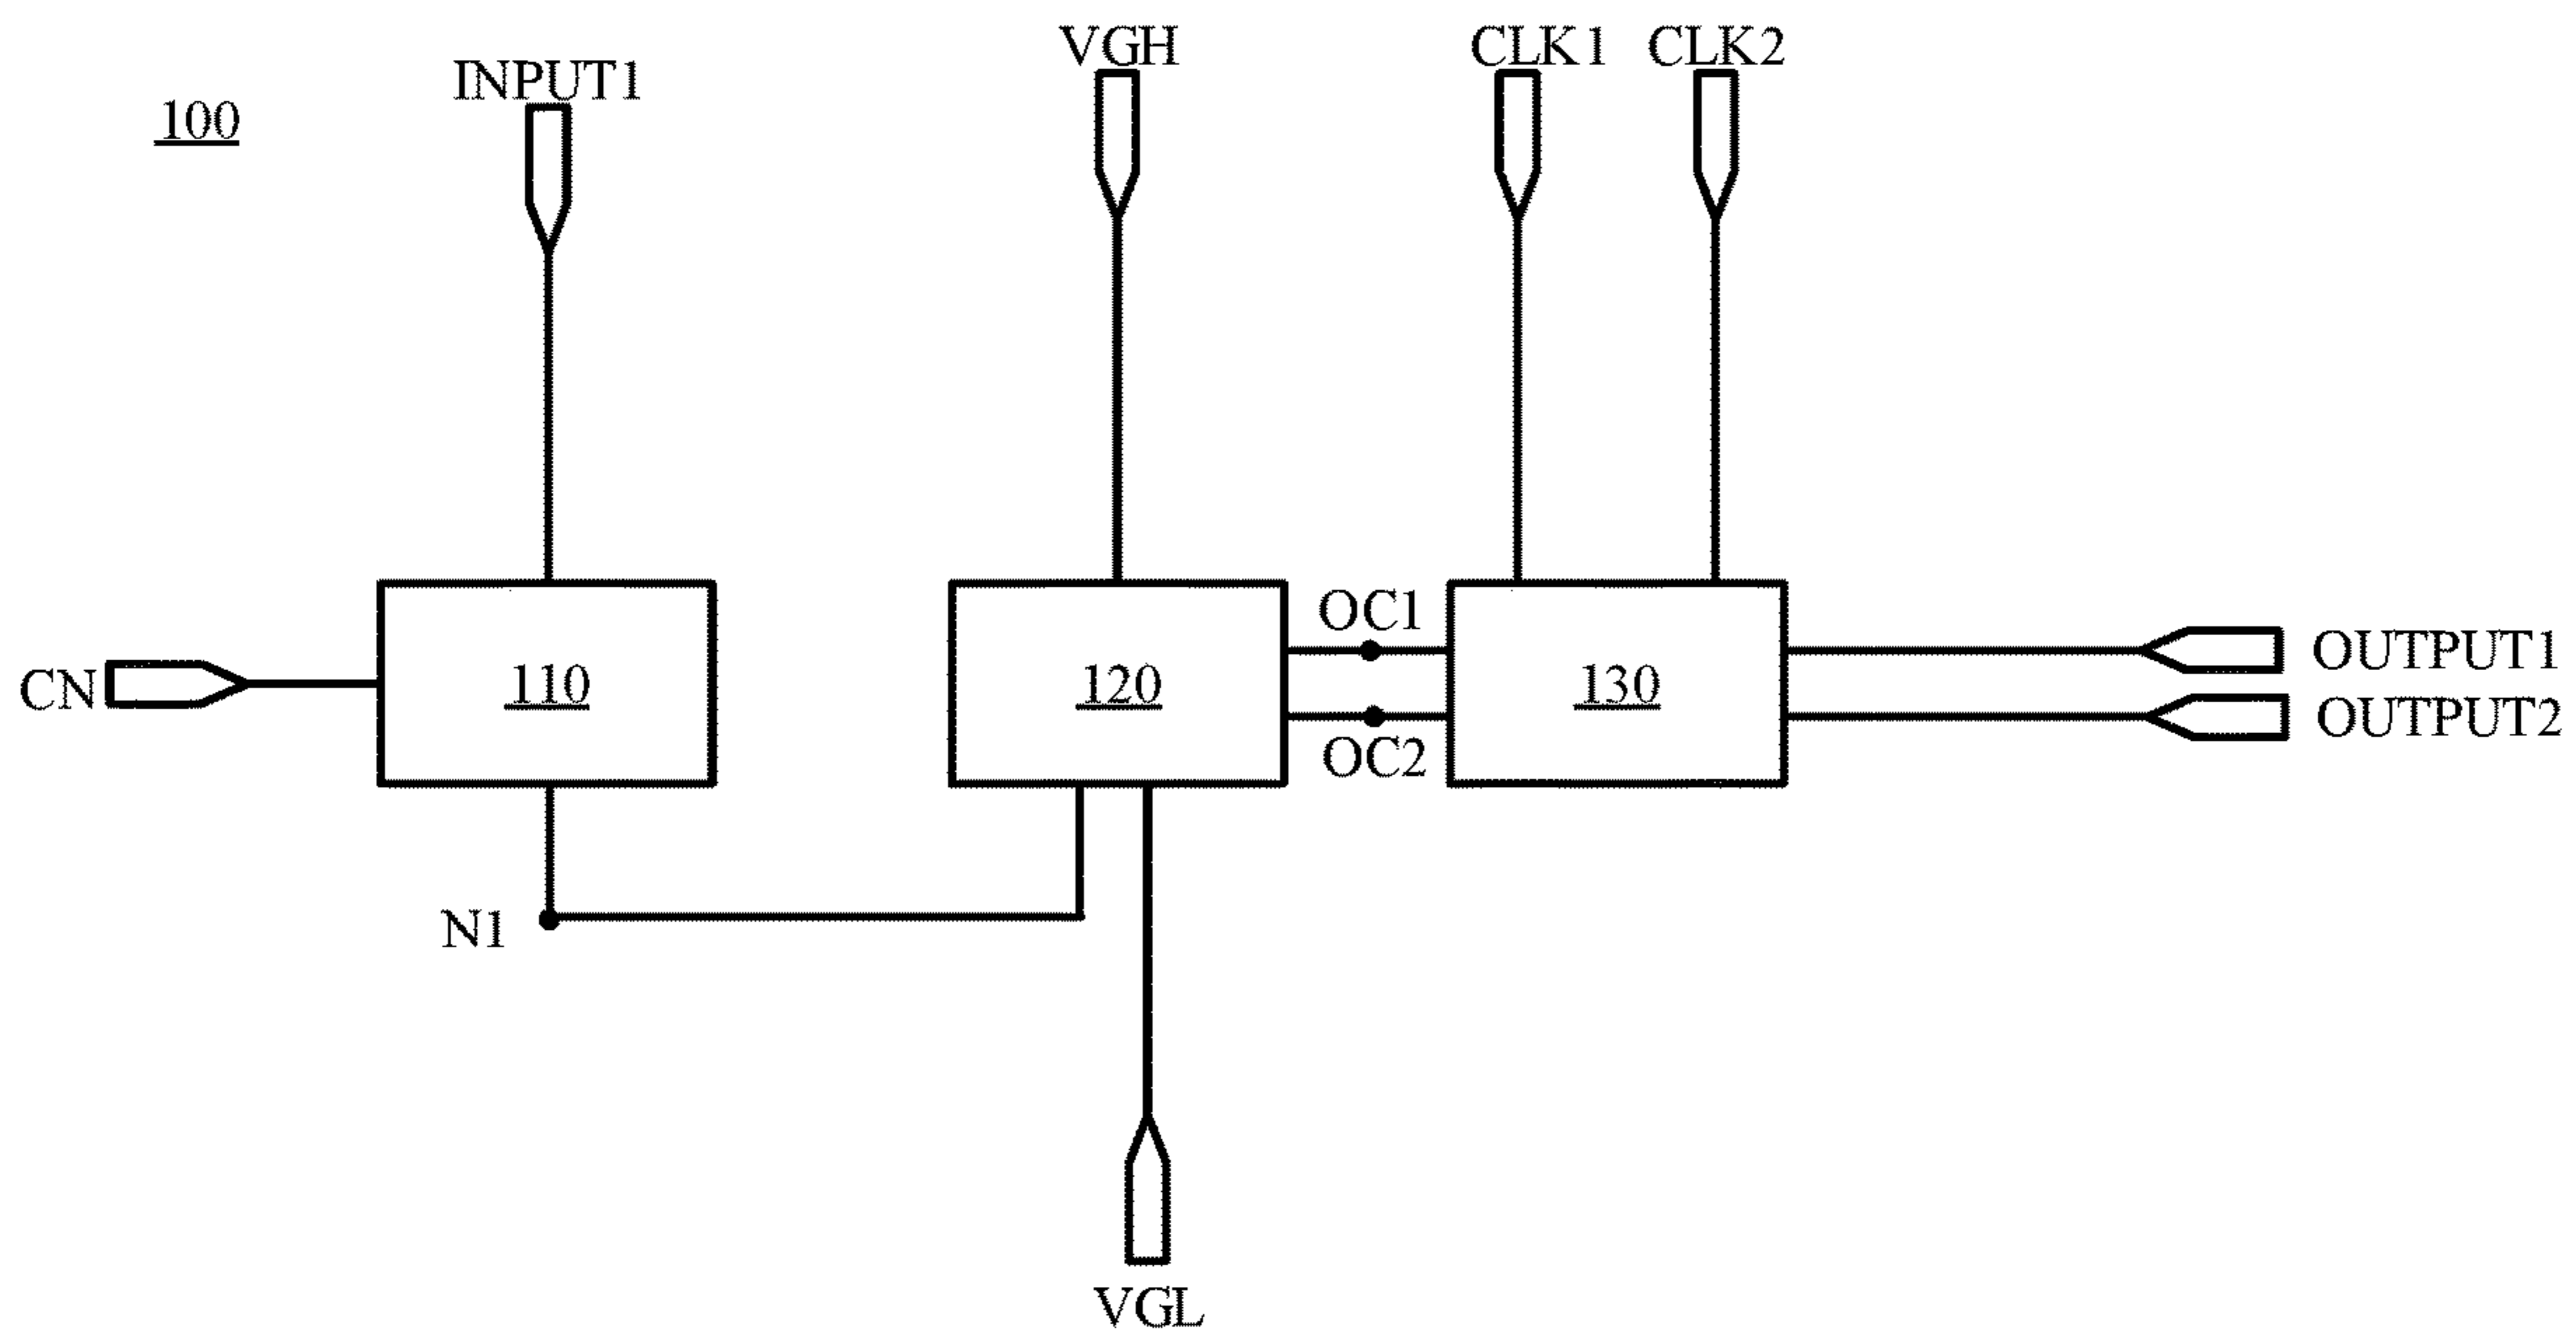 VGH
CLK1
CLK2
INPUT1
100
OC1
OUTPUT1
CN
110
120
130
OUTPUT2
OC2
N1
VGL